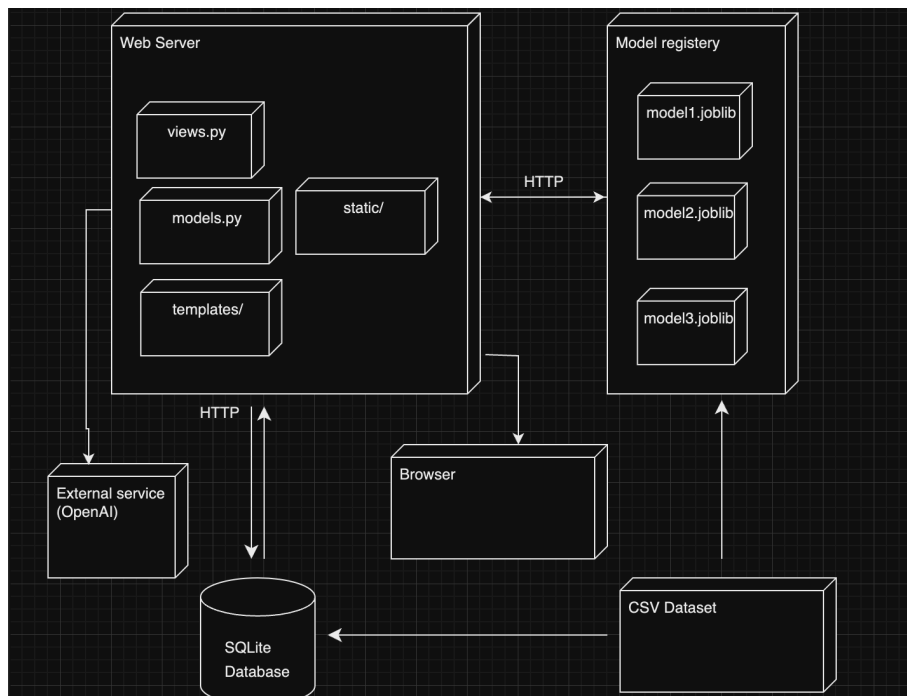 Web Server
Model registery
views.py
model1.joblib
HTTP
models.py
static/
model2.joblib
templates/
model3.joblib
HTTP
External service
(OpenAI)
Browser
SQLite
Database
CSV Dataset